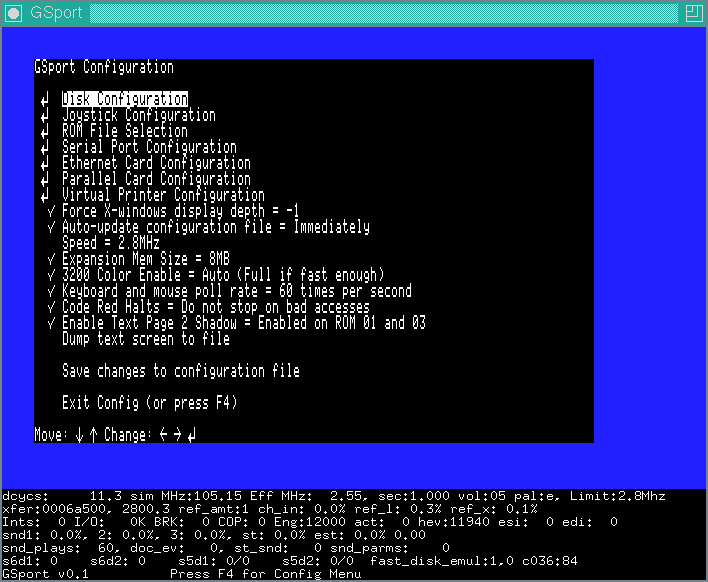 GSport
GSport Configuration
↲ Disk Configuration
↲ Joystick Configuration
↲ ROM File Selection
↲ Serial Port Configuration
↲ Ethernet Card Configuration
↲ Parallel Card Configuration
↲ Virtual Printer Configuration
✓ Force X-windows display depth = -1
✓ Auto-update configuration file = Immediately
Speed = 2.8MHz
✓ Expansion Mem Size = 8MB
✓ 3200 Color Enable = Auto (Full if fast enough)
✓ Keyboard and mouse poll rate = 60 times per second
✓ Code Red Halts = Do not stop on bad accesses
✓ Enable Text Page 2 Shadow = Enabled on ROM 01 and 03
Dump text screen to file
Save changes to configuration file
Exit Config (or press F4)
Move: ↓ ↑ Change: ← → ↲
dcycs:    11.3 sim MHz:105.15 Eff MHz:  2.55, sec:1.000 vol:05 pal:e, Limit:2.8Mhz
xfer:0006a500, 2800.3 ref_amt:1 ch_in: 0.0% ref_l: 0.3% ref_x: 0.1%
Ints:  0 I/O:   0K BRK:  0 COP: 0 Eng:12000 act:  0 hev:11940 esi:  0 edi:  0
snd1: 0.0%, 2: 0.0%, 3: 0.0%, st: 0.0% est: 0.0% 0.00
snd_plays:  60, doc_ev:   0, st_snd:  0 snd_parms:    0
s6d1: 0    s6d2: 0    s5d1: 0/0   s5d2: 0/0  fast_disk_emul:1,0 c036:84
GSport v0.1          Press F4 for Config Menu